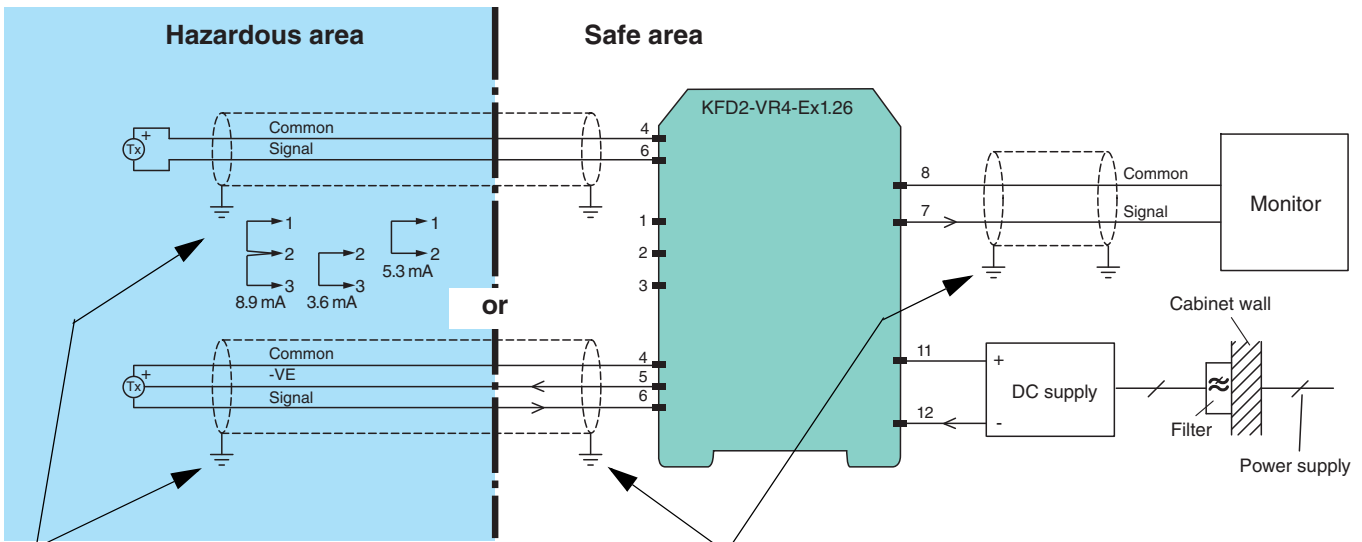 Hazardous area
Safe area
KFD2-VR4-Ex1.26
Common
4
+
Tx
Signal
6
8
Common
7
Signal
Monitor
1
1
1
2
2
2
2
5.3 mA
3
3
3
8.9 mA
3.6 mA
or
Cabinet wall
Common
4
11
+
+
-VE
5
Tx
DC supply
≈
Signal
6
12
-
Filter
Power supply